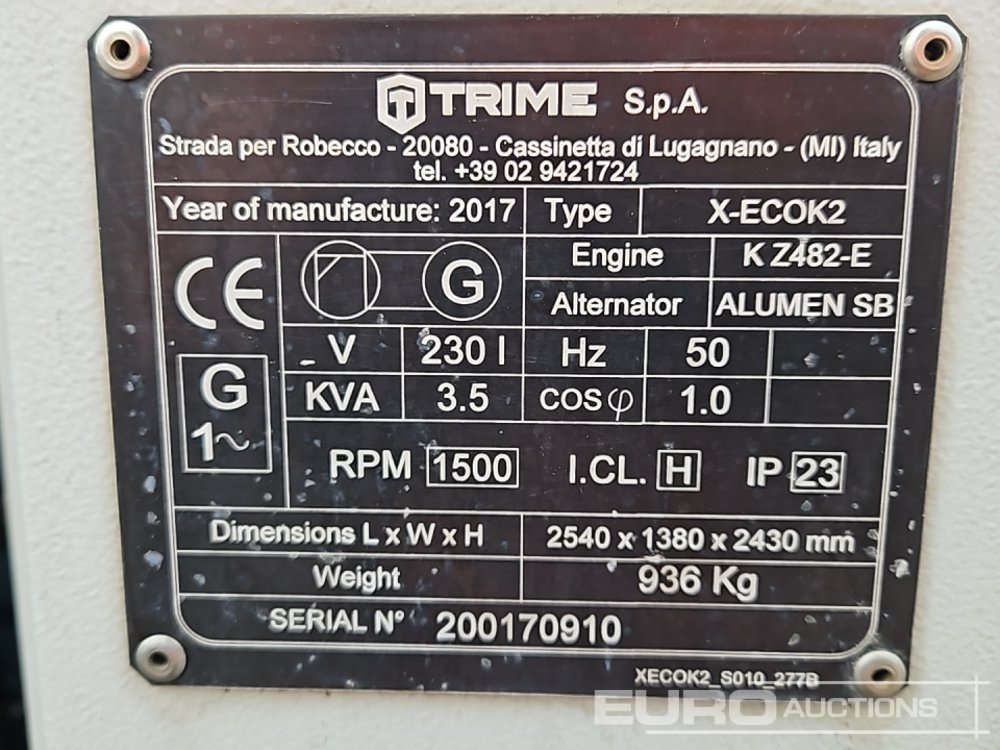 TRIME S.p.A.
Strada per Robecco - 20080 - Cassinetta di Lugagnano - (MI) Italy
tel. +39 02 9421724
Year of manufacture: 2017 Type X-ECOK2
Engine K Z482-E
CE G
Alternator ALUMEN SB
V 230 I Hz 50
G 1~
KVA 3.5 COS φ 1.0
RPM 1500 I.CL. H IP 23
Dimensions L x W x H 2540 x 1380 x 2430 mm
Weight 936 Kg
SERIAL N° 200170910
XECOK2_S010_277B
EURO AUCTIONS